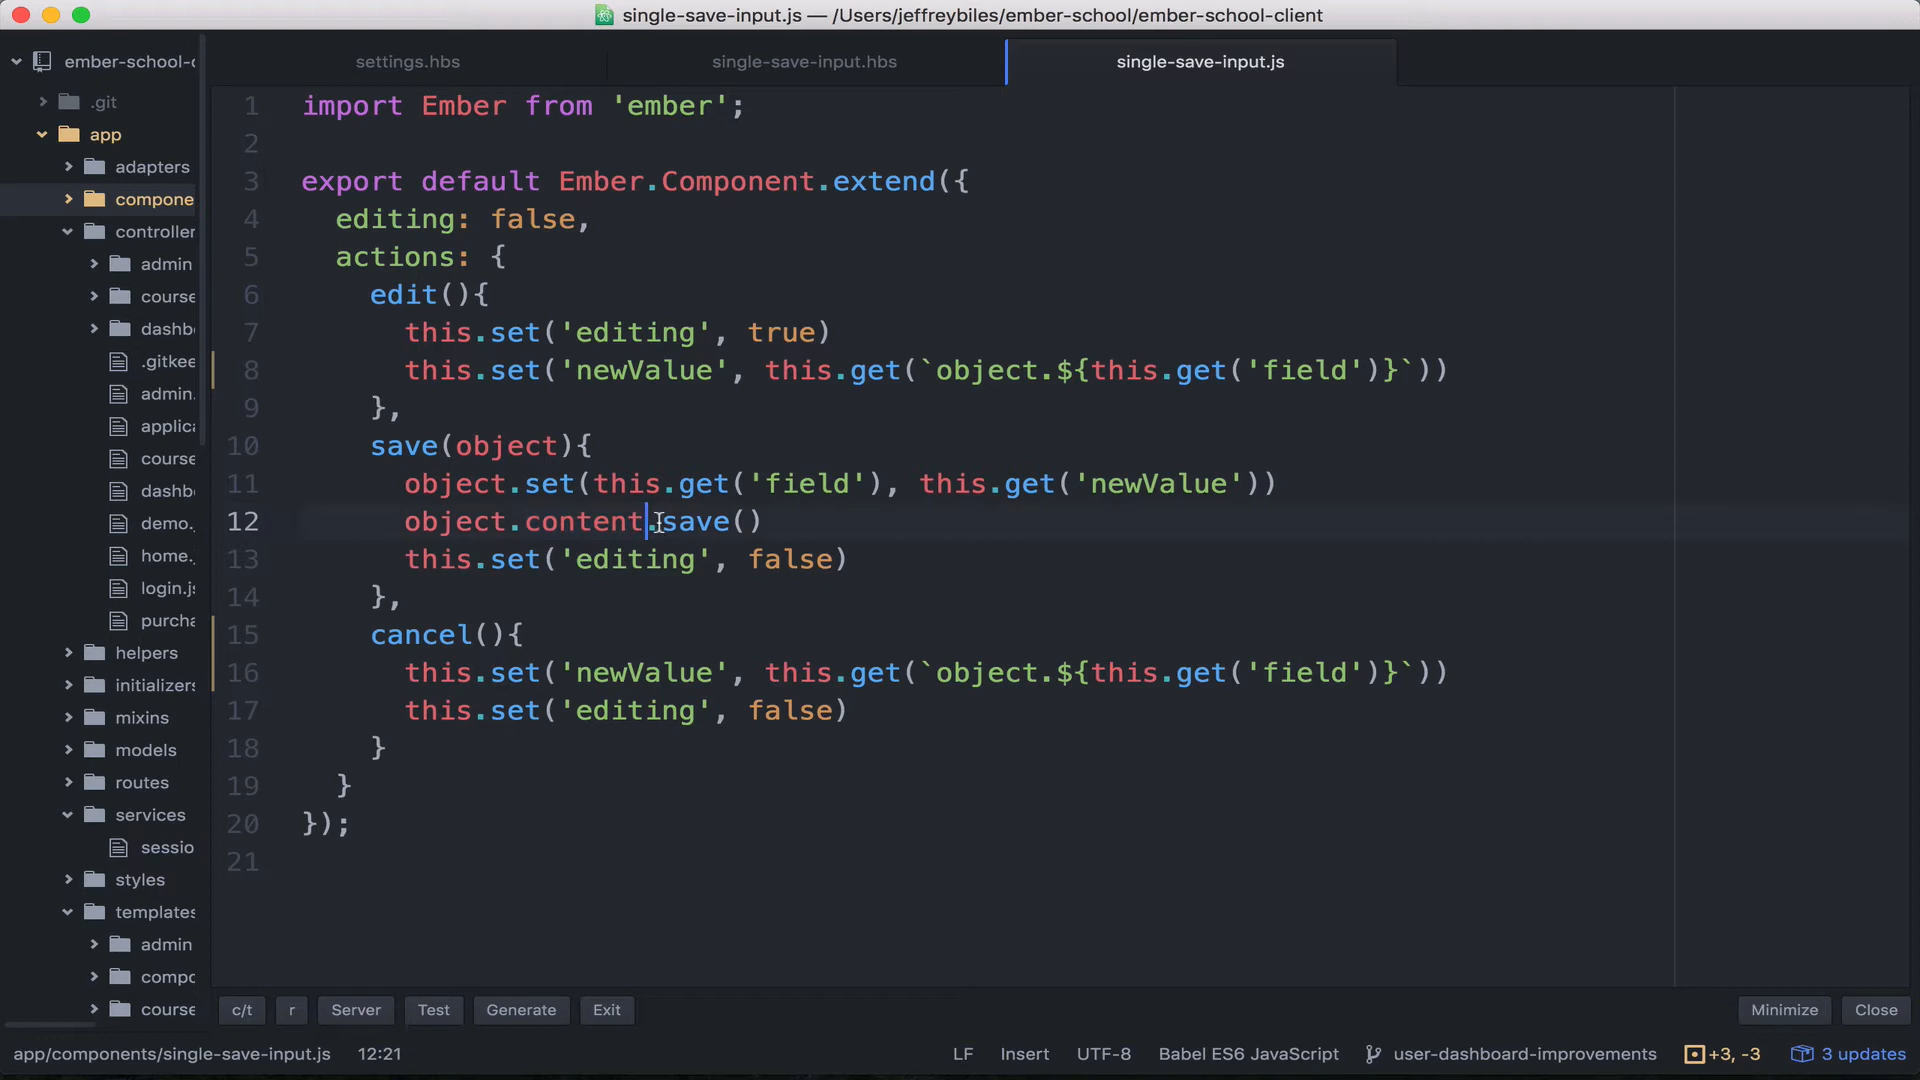 single-save-input.js — /Users/jeffreybiles/ember-school/ember-school-client
ember-school-c
.git
app
adapters
compone
controller
admin
course
dashb
.gitkee
admin.
applica
course
dashb
demo.j
home.
login.js
purcha
helpers
initializers
mixins
models
routes
services
sessio
styles
templates
admin
compo
course
settings.hbs
single-save-input.hbs
single-save-input.js
1 import Ember from 'ember';
2
3 export default Ember.Component.extend({
4 editing: false,
5 actions: {
6 edit(){
7 this.set('editing', true)
8 this.set('newValue', this.get(`object.${this.get('field')}`))
9 },
10 save(object){
11 object.set(this.get('field'), this.get('newValue'))
12 object.content.save()
13 this.set('editing', false)
14 },
15 cancel(){
16 this.set('newValue', this.get(`object.${this.get('field')}`))
17 this.set('editing', false)
18 }
19 }
20 });
21
c/t r Server Test Generate Exit Minimize Close
app/components/single-save-input.js 12:21 LF Insert UTF-8 Babel ES6 JavaScript user-dashboard-improvements +3, -3 3 updates